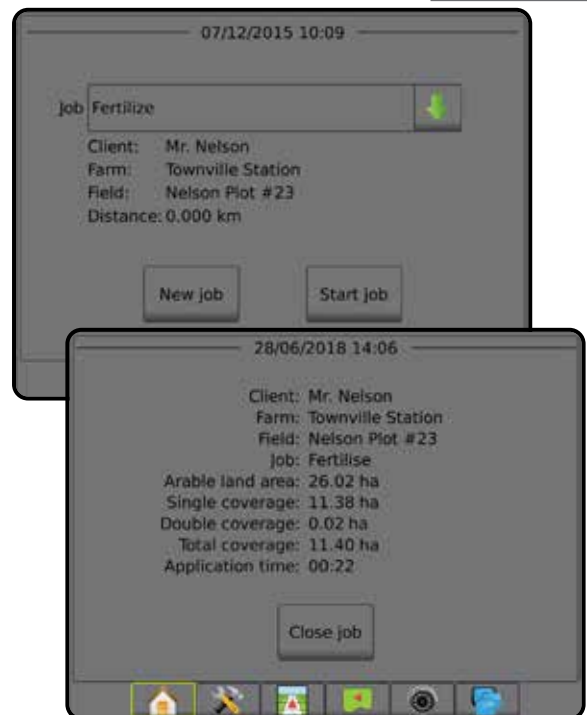 07/12/2015 10:09
Job Fertilize
Client: Mr. Nelson
Farm: Townville Station
Field: Nelson Plot #23
Distance: 0.000 km
New job Start job
28/06/2018 14:06
Client: Mr. Nelson
Farm: Townville Station
Field: Nelson Plot #23
Job: Fertilise
Arable land area: 26.02 ha
Single coverage: 11.38 ha
Double coverage: 0.02 ha
Total coverage: 11.40 ha
Application time: 00:22
Close job